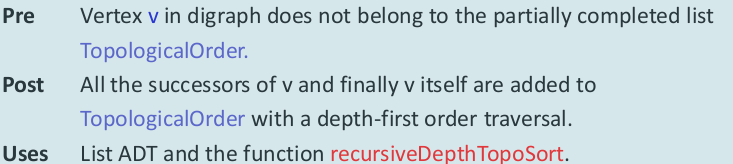 Pre Vertex v in digraph does not belong to the partially completed list
TopologicalOrder.
Post All the successors of v and finally v itself are added to
TopologicalOrder with a depth-first order traversal.
Uses List ADT and the function recursiveDepthTopoSort.